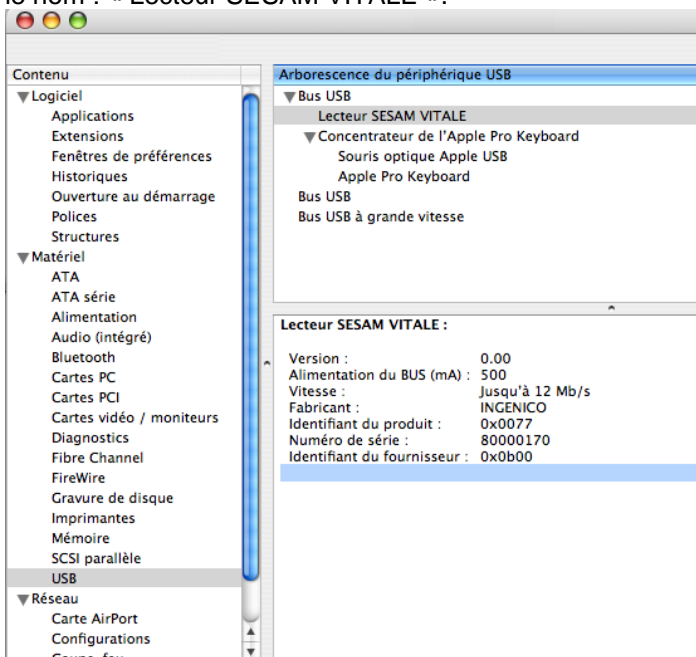 le nom : « Lecteur SESAM VITALE ».
Contenu
Logiciel
Applications
Extensions
Fenêtres de préférences
Historiques
Ouverture au démarrage
Polices
Structures
Matériel
ATA
ATA série
Alimentation
Audio (intégré)
Bluetooth
Cartes PC
Cartes PCI
Cartes vidéo / moniteurs
Diagnostics
Fibre Channel
FireWire
Gravure de disque
Imprimantes
Mémoire
SCSI parallèle
USB
Réseau
Carte AirPort
Configurations
Arborescence du périphérique USB
Bus USB
Lecteur SESAM VITALE
Concentrateur de l'Apple Pro Keyboard
Souris optique Apple USB
Apple Pro Keyboard
Bus USB
Bus USB à grande vitesse
Lecteur SESAM VITALE :
Version : 0.00
Alimentation du BUS (mA) : 500
Vitesse : Jusqu'à 12 Mb/s
Fabricant : INGENICO
Identifiant du produit : 0x0077
Numéro de série : 80000170
Identifiant du fournisseur : 0x0b00